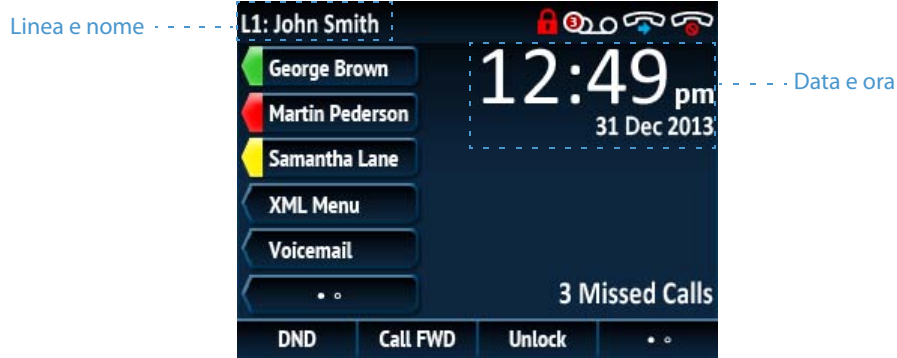 Linea e nome
L1: John Smith
3
George Brown
12:49 pm
Data e ora
Martin Pederson
31 Dec 2013
Samantha Lane
XML Menu
Voicemail
3 Missed Calls
DND Call FWD Unlock